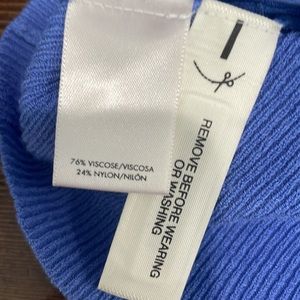 76% VISCOSE/VISCOSA
24% NYLON/NILÓN
REMOVE BEFORE WEARING
OR WASHING